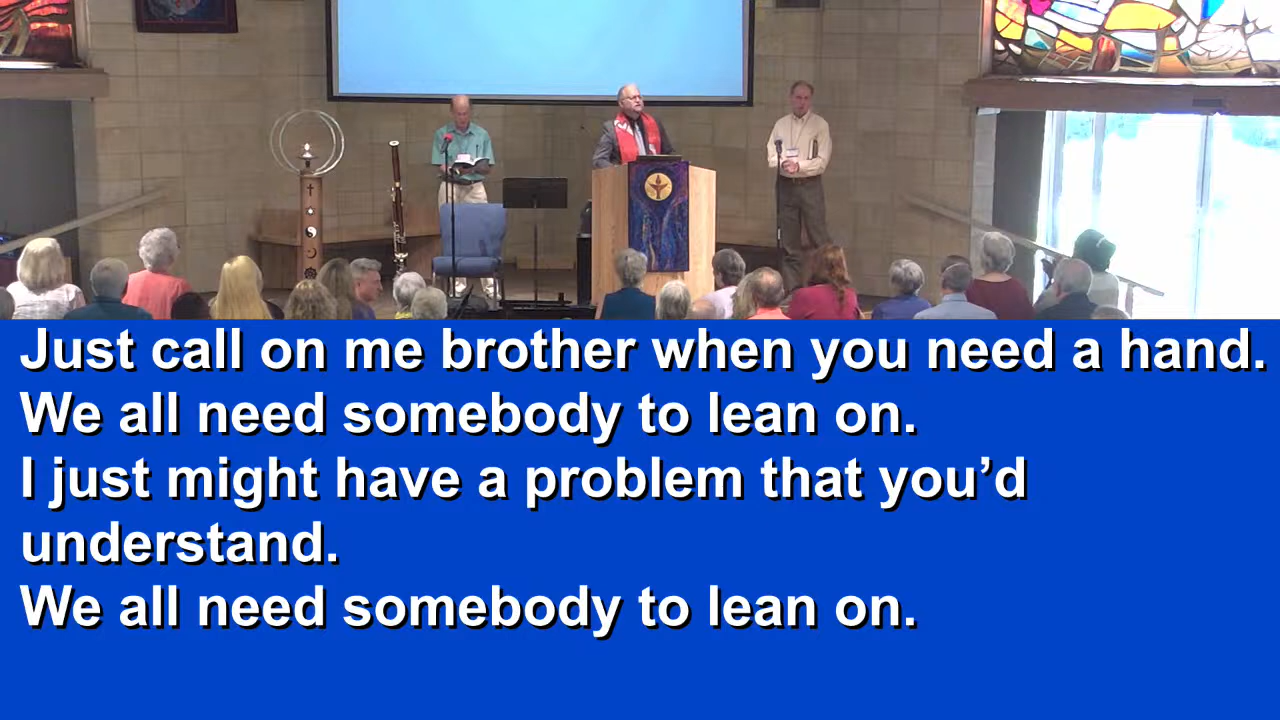 Just call on me brother when you need a hand.
We all need somebody to lean on.
I just might have a problem that you’d
understand.
We all need somebody to lean on.